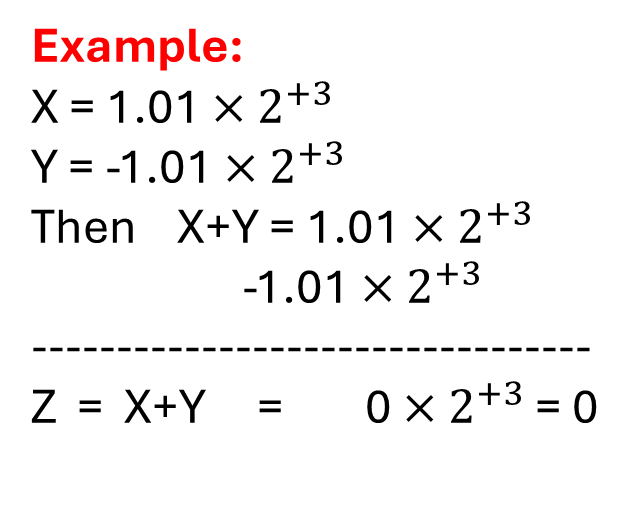 Example:
X = 1.01 × 2⁺³
Y = -1.01 × 2⁺³
Then X+Y = 1.01 × 2⁺³
-1.01 × 2⁺³
---------------------------------
Z = X+Y = 0 × 2⁺³ = 0